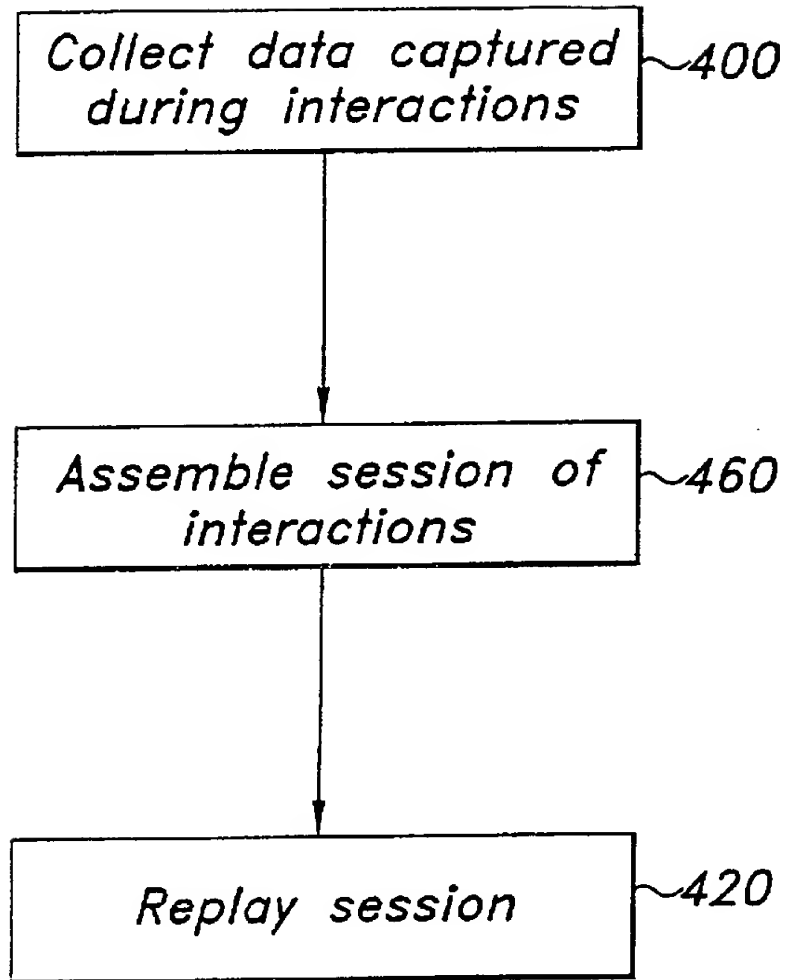 Collect data captured
during interactions
400
Assemble session of
interactions
460
Replay session
420